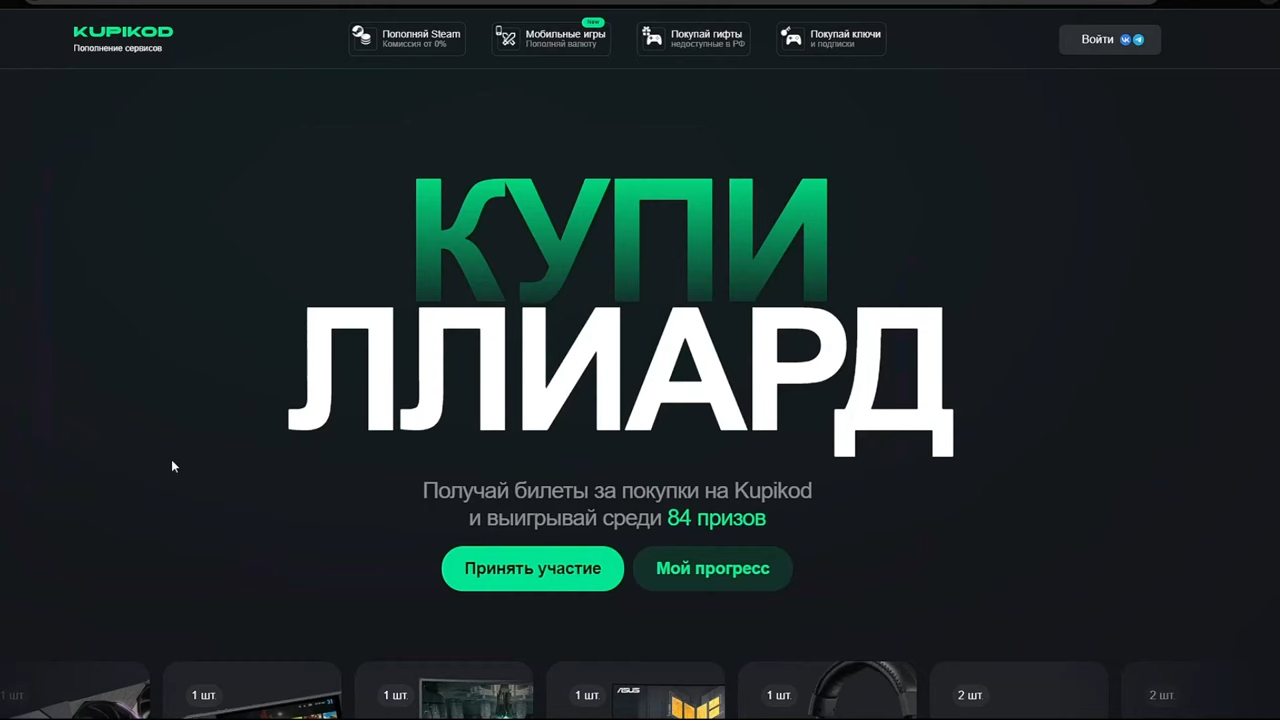 KUPIKOD
Пополнение сервисов
Пополняй Steam
Комиссия от 0%
New
Мобильные игры
Пополняй валюту
Покупай гифты
недоступные в РФ
Покупай ключи
и подписки
Войти
КУПИ
ЛЛИАРД
Получай билеты за покупки на Kupikod
и выигрывай среди 84 призов
Принять участие
Мой прогресс
1 шт.
1 шт.
1 шт.
1 шт.
1 шт.
2 шт.
2 шт.
ASUS